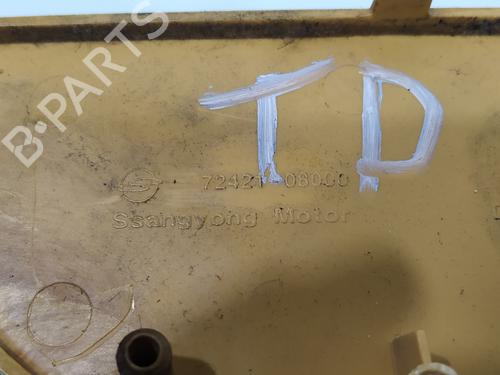 B-PARTS
TD
72421 08000
Ssangyong Motor